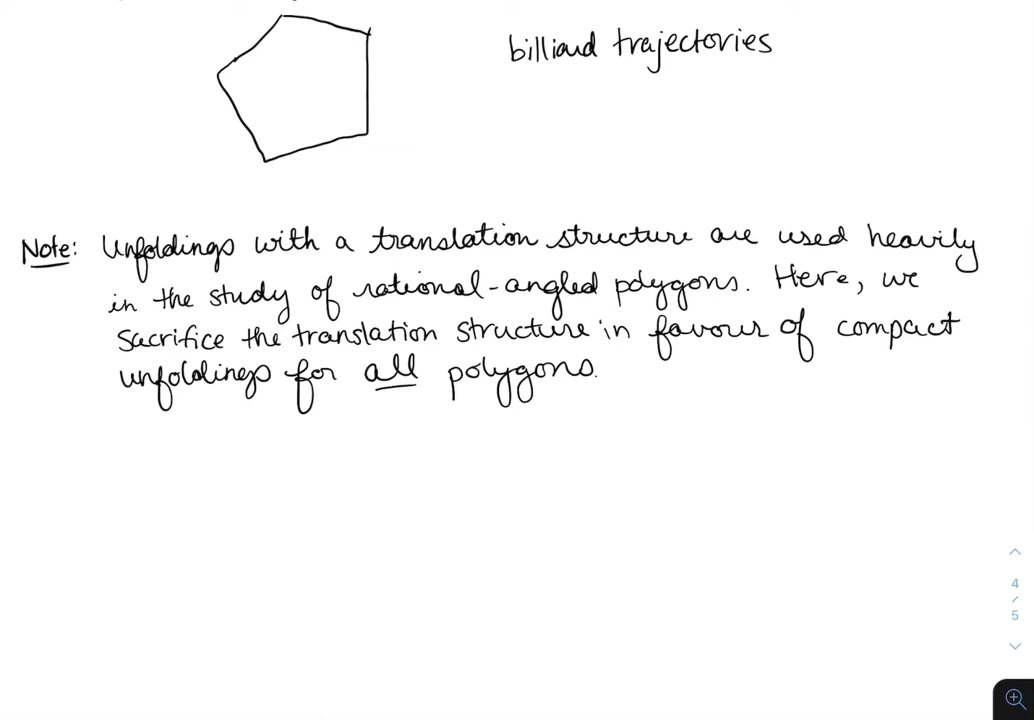 billiard trajectories
Note: Unfoldings with a translation structure are used heavily
in the study of rational-angled polygons. Here, we
sacrifice the translation structure in favour of compact
unfoldings for all polygons.
4
/
5